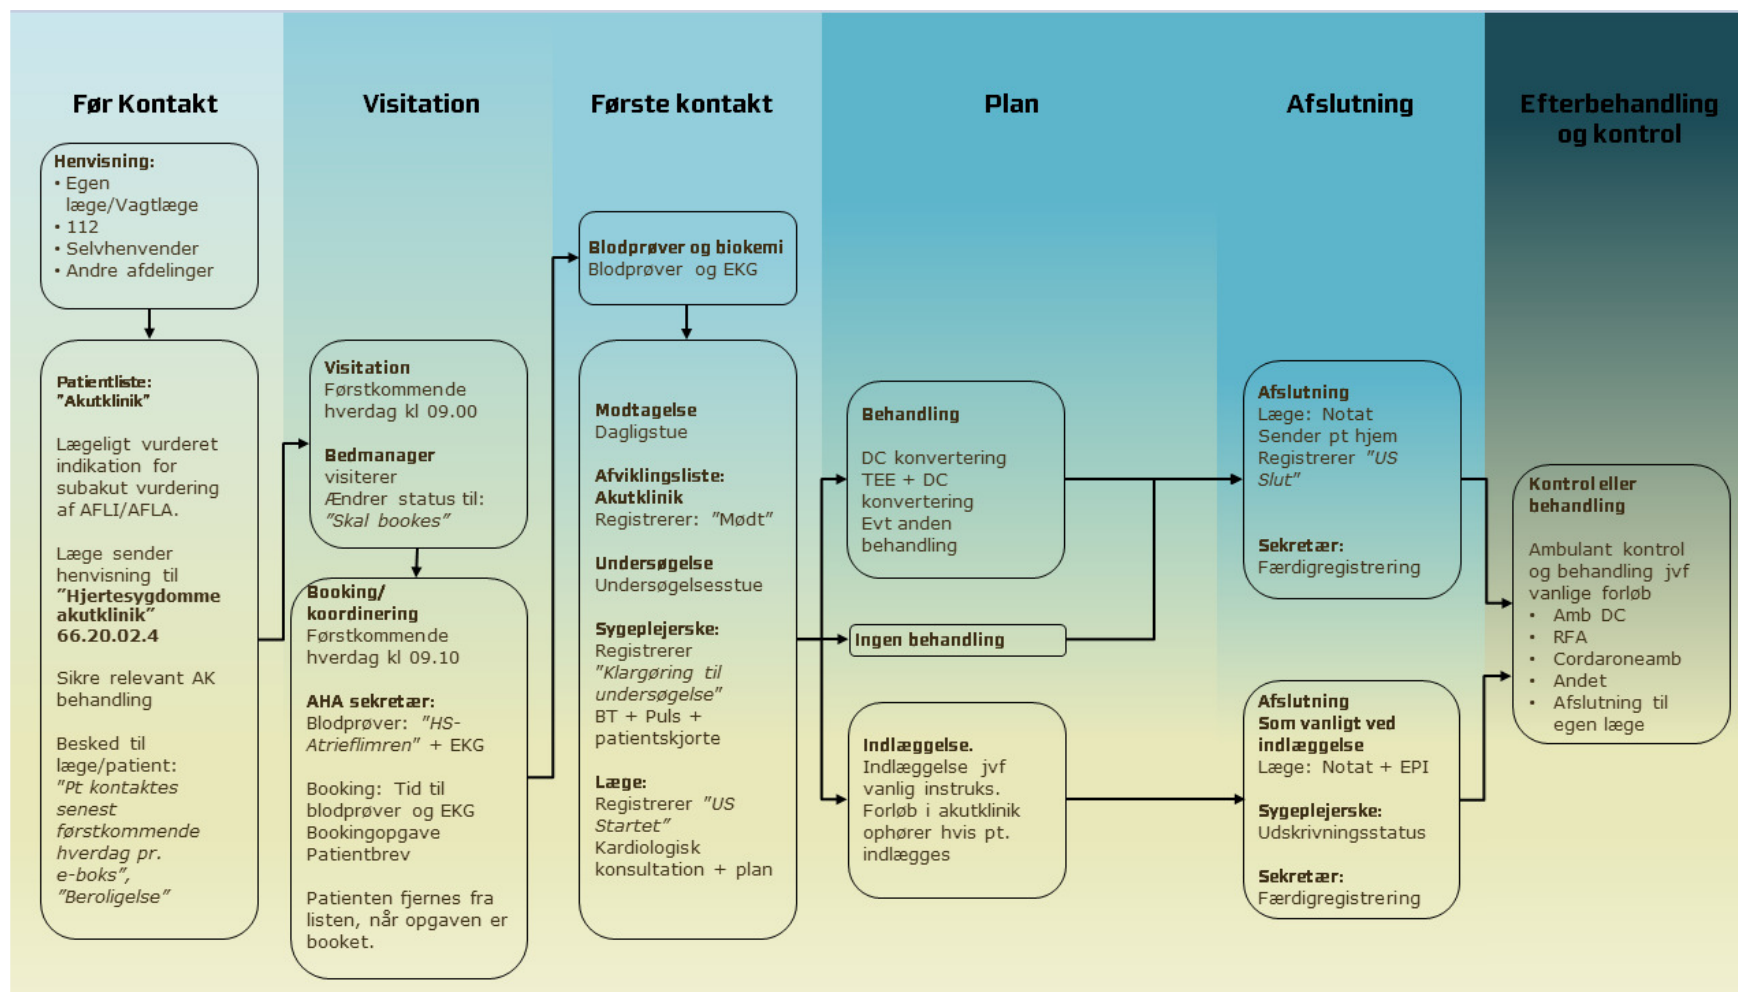 Før Kontakt
Henvisning:
• Egen
læge/Vagtlæge
• 112
• Selvhenvender
• Andre afdelinger
Patientliste:
"Akutklinik"
Lægeligt vurderet
indikation for
subakut vurdering
af AFLI/AFLA.
Læge sender
henvisning til
"Hjertesygdomme
akutklinik"
66.20.02.4
Sikre relevant AK
behandling
Besked til
læge/patient:
"Pt kontaktes
senest
førstkommende
hverdag pr.
e-boks",
"Beroligelse"
Visitation
Visitation
Førstkommende
hverdag kl 09.00
Bedmanager
visiterer
Ændrer status til:
"Skal bookes"
Booking/
koordinering
Førstkommende
hverdag kl 09.10
AHA sekretær:
Blodprøver: "HS-
Atrieflimren" + EKG
Booking: Tid til
blodprøver og EKG
Bookingopgave
Patientbrev
Patienten fjernes fra
listen, når opgaven er
booket.
Første kontakt
Blodprøver og biokemi
Blodprøver og EKG
Modtagelse
Dagligstue
Afviklingsliste:
Akutklinik
Registrerer: "Mødt"
Undersøgelse
Undersøgelsesstue
Sygeplejerske:
Registrerer
"Klargøring til
undersøgelse"
BT + Puls +
patientskjorte
Læge:
Registrerer "US
Startet"
Kardiologisk
konsultation + plan
Plan
Behandling
DC konvertering
TEE + DC
konvertering
Evt anden
behandling
Ingen behandling
Indlæggelse.
Indlæggelse jvf
vanlig instruks.
Forløb i akutklinik
ophører hvis pt.
indlægges
Afslutning
Afslutning
Læge: Notat
Sender pt hjem
Registrerer "US
Slut"
Sekretær:
Færdigregistrering
Afslutning
Som vanligt ved
indlæggelse
Læge: Notat + EPI
Sygeplejerske:
Udskrivningsstatus
Sekretær:
Færdigregistrering
Efterbehandling
og kontrol
Kontrol eller
behandling
Ambulant kontrol
og behandling jvf
vanlige forløb
• Amb DC
• RFA
• Cordaroneamb
• Andet
• Afslutning til
egen læge